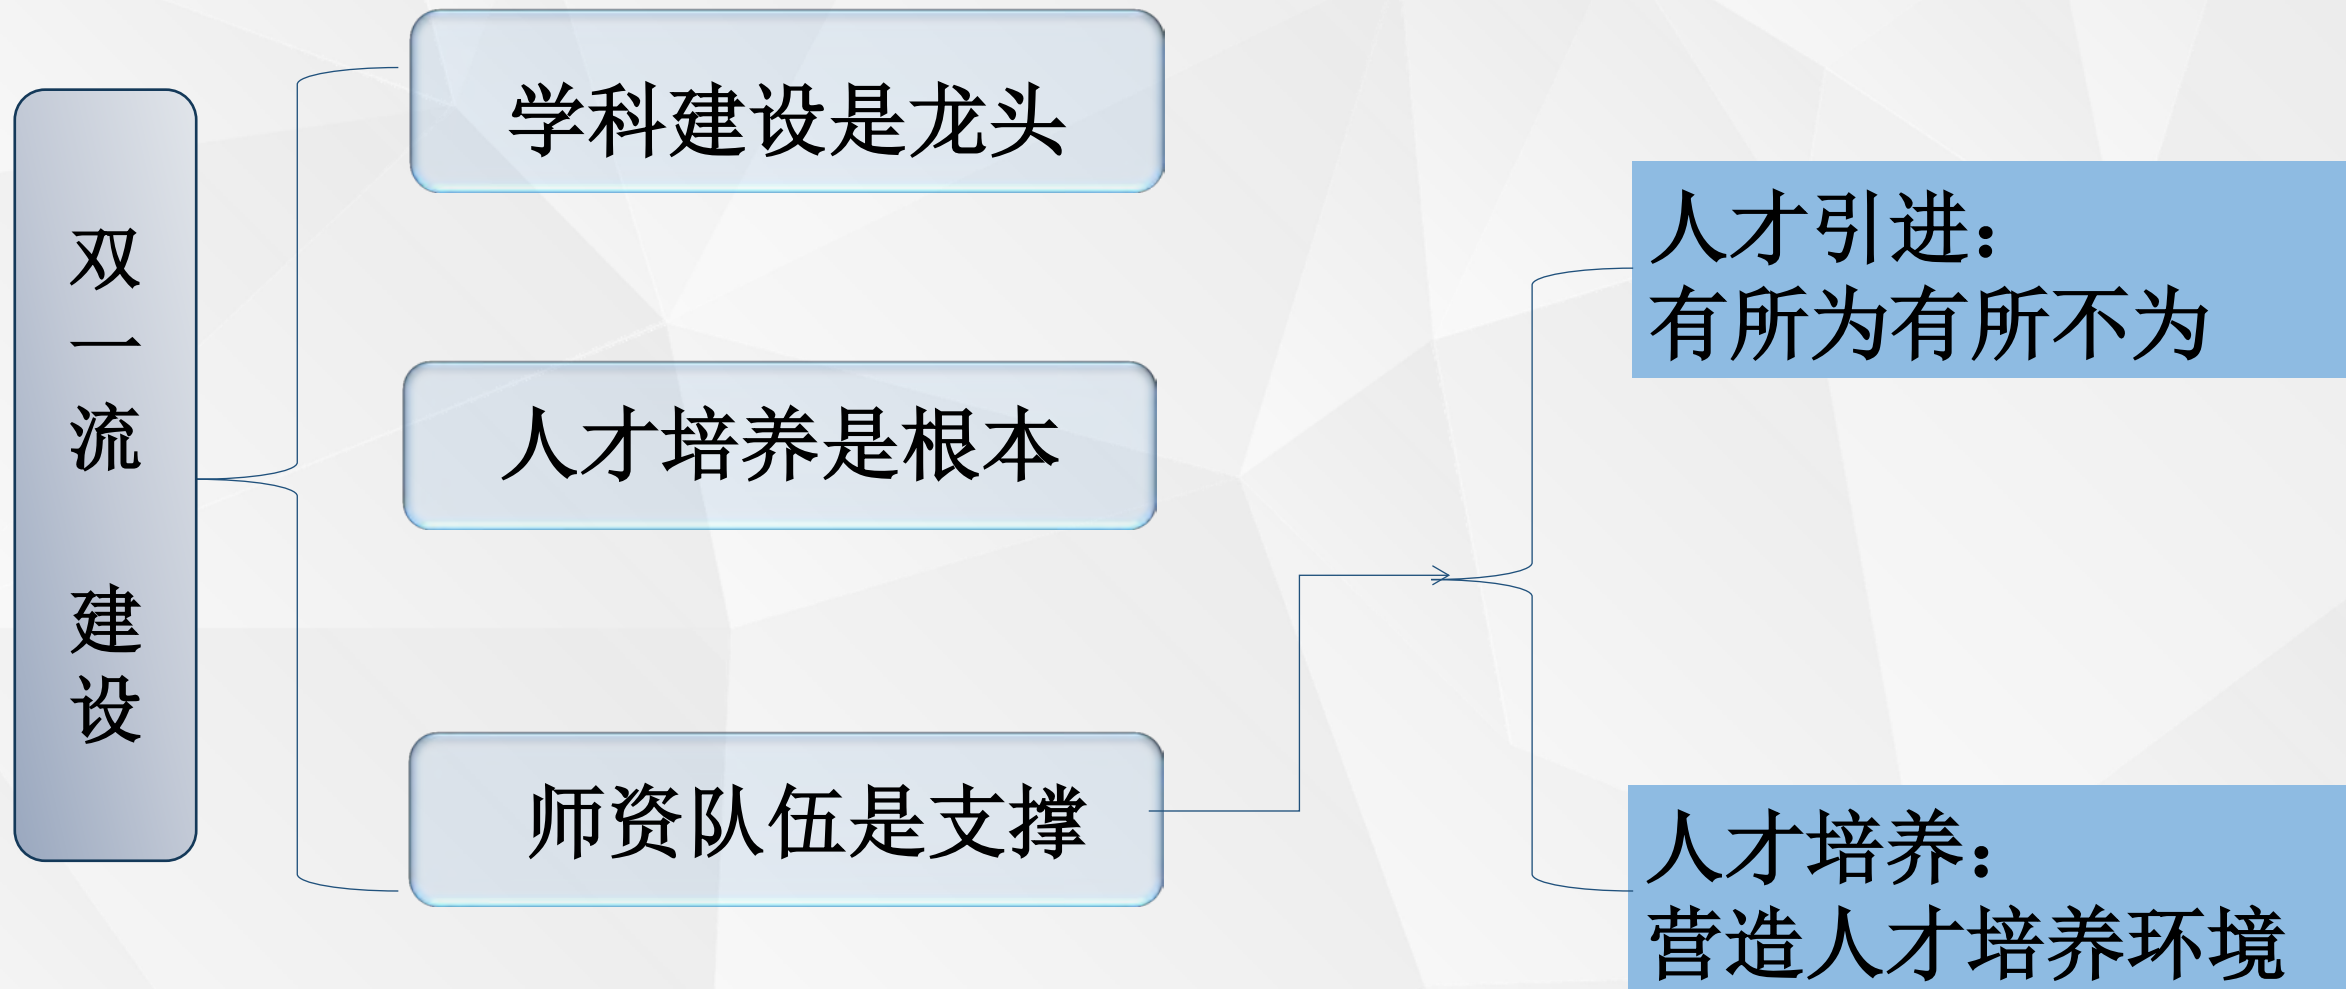 双一流 建设
学科建设是龙头
人才培养是根本
师资队伍是支撑
人才引进：
有所为有所不为
人才培养：
营造人才培养环境